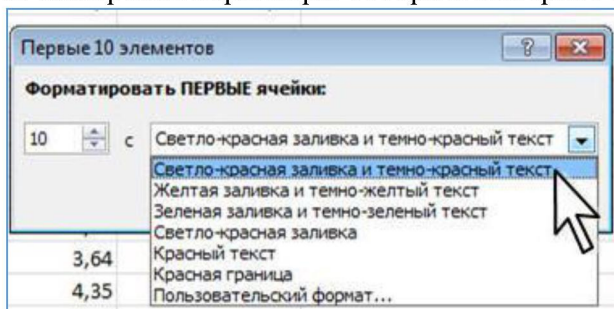 Первые 10 элементов
Форматировать ПЕРВЫЕ ячейки:
10 с Светло-красная заливка и темно-красный текст
Светло-красная заливка и темно-красный текст
Желтая заливка и темно-желтый текст
Зеленая заливка и темно-зеленый текст
Светло-красная заливка
Красный текст
Красная граница
Пользовательский формат...
3,64
4,35